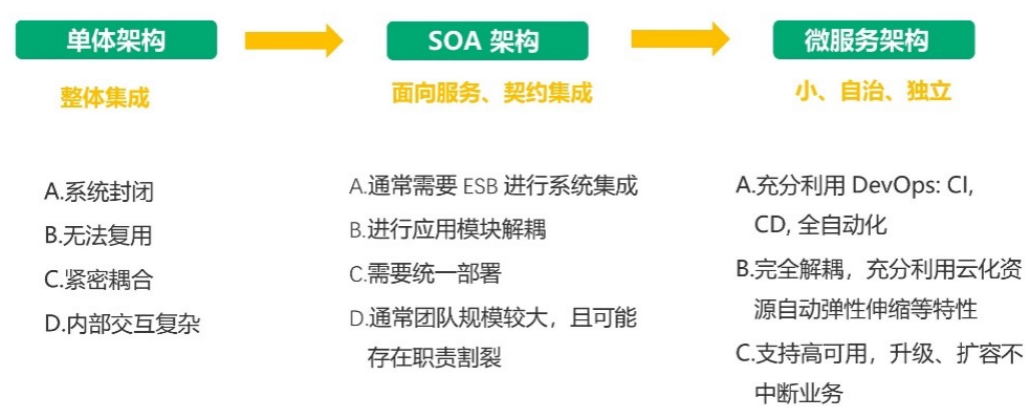 单体架构
SOA 架构
微服务架构
整体集成
面向服务、契约集成
小、自治、独立
A.系统封闭
B.无法复用
C.紧密耦合
D.内部交互复杂
A.通常需要 ESB 进行系统集成
B.进行应用模块解耦
C.需要统一部署
D.通常团队规模较大，且可能
存在职责割裂
A.充分利用 DevOps: CI,
CD, 全自动化
B.完全解耦，充分利用云化资
源自动弹性伸缩等特性
C.支持高可用，升级、扩容不
中断业务